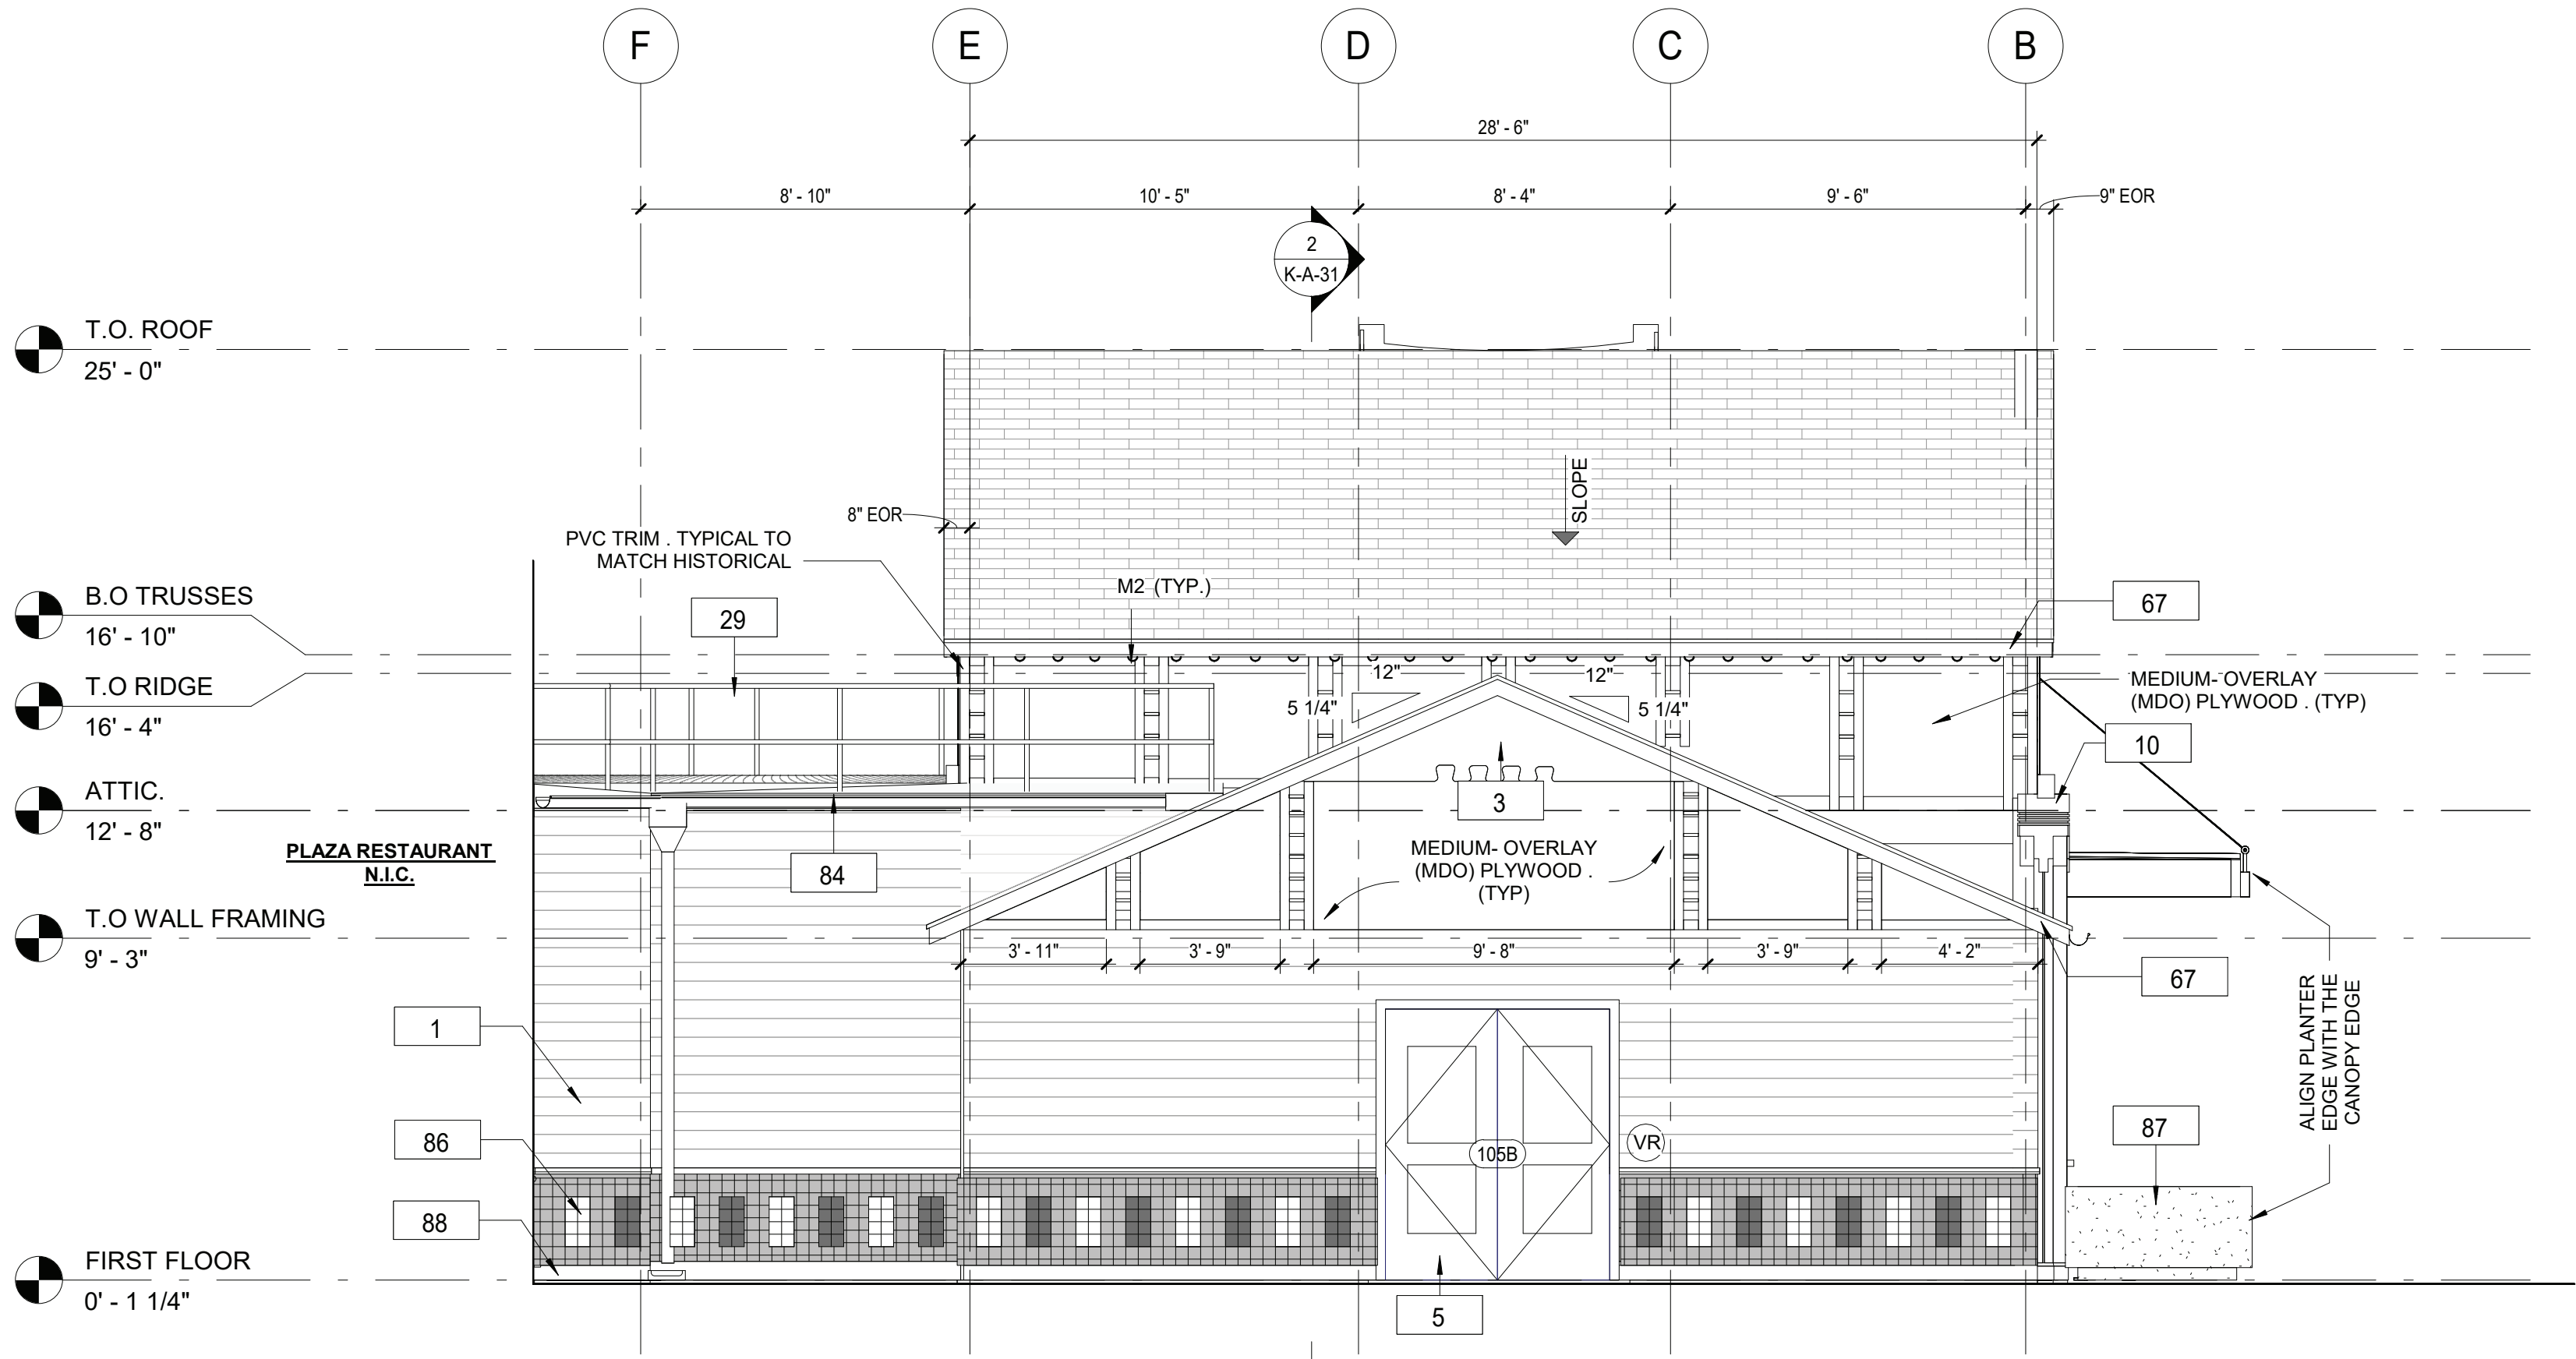 F
E
D
C
B
28' - 6"
8' - 10"
10' - 5"
8' - 4"
9' - 6"
9" EOR
2
K-A-31
T.O. ROOF
25' - 0"
SLOPE
8" EOR
PVC TRIM . TYPICAL TO
MATCH HISTORICAL
M2 (TYP.)
B.O TRUSSES
16' - 10"
29
67
12"
12"
5 1/4"
5 1/4"
MEDIUM- OVERLAY
(MDO) PLYWOOD . (TYP)
T.O RIDGE
16' - 4"
10
ATTIC.
12' - 8"
3
PLAZA RESTAURANT
N.I.C.
84
MEDIUM- OVERLAY
(MDO) PLYWOOD .
(TYP)
T.O WALL FRAMING
9' - 3"
3' - 11"
3' - 9"
9' - 8"
3' - 9"
4' - 2"
67
1
ALIGN PLANTER
EDGE WITH THE
CANOPY EDGE
86
105B
VR
87
88
FIRST FLOOR
0' - 1 1/4"
5